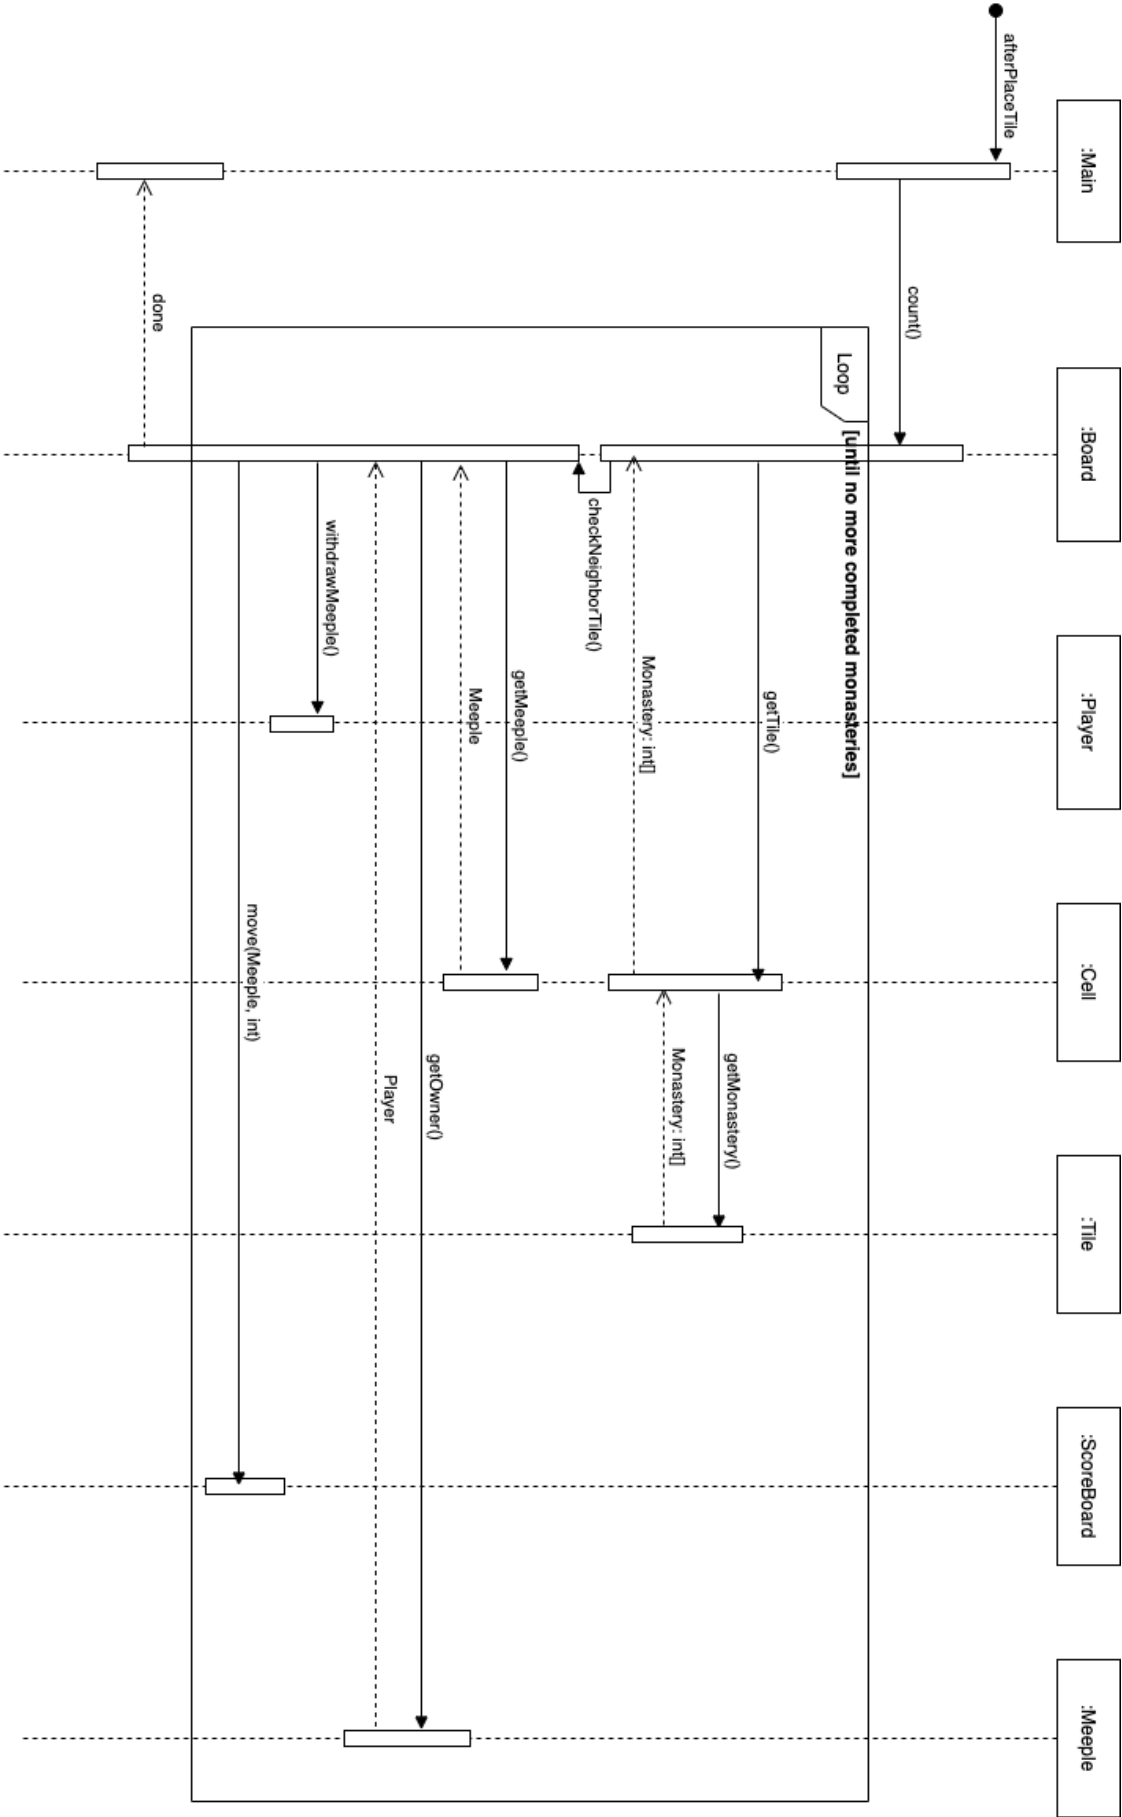 :Main
:Board
:Player
:Cell
:Tile
:ScoreBoard
:Meeple
afterPlaceTile
count()
Loop
[until no more completed monasteries]
getTile()
getMonastery()
Monastery: int[]
Monastery: int[]
checkNeighborTile()
getMeeple()
Meeple
getOwner()
Player
withdrawMeeple()
move(Meeple, int)
done